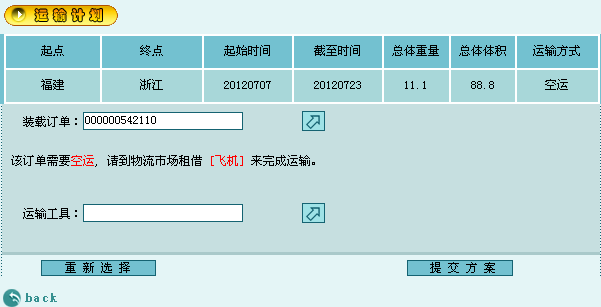 运输计划
起点 终点 起始时间 截至时间 总体重量 总体体积 运输方式
福建 浙江 20120707 20120723 11.1 88.8 空运
装载订单：000000542110
该订单需要空运，请到物流市场租借［飞机］来完成运输。
运输工具：
重新选择 提交方案
back